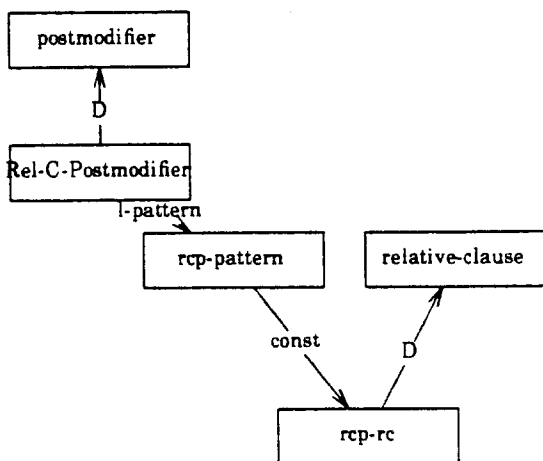 postmodifier
D
Rel-C-Postmodifier
l-pattern
rcp-pattern
relative-clause
const
D
rcp-rc